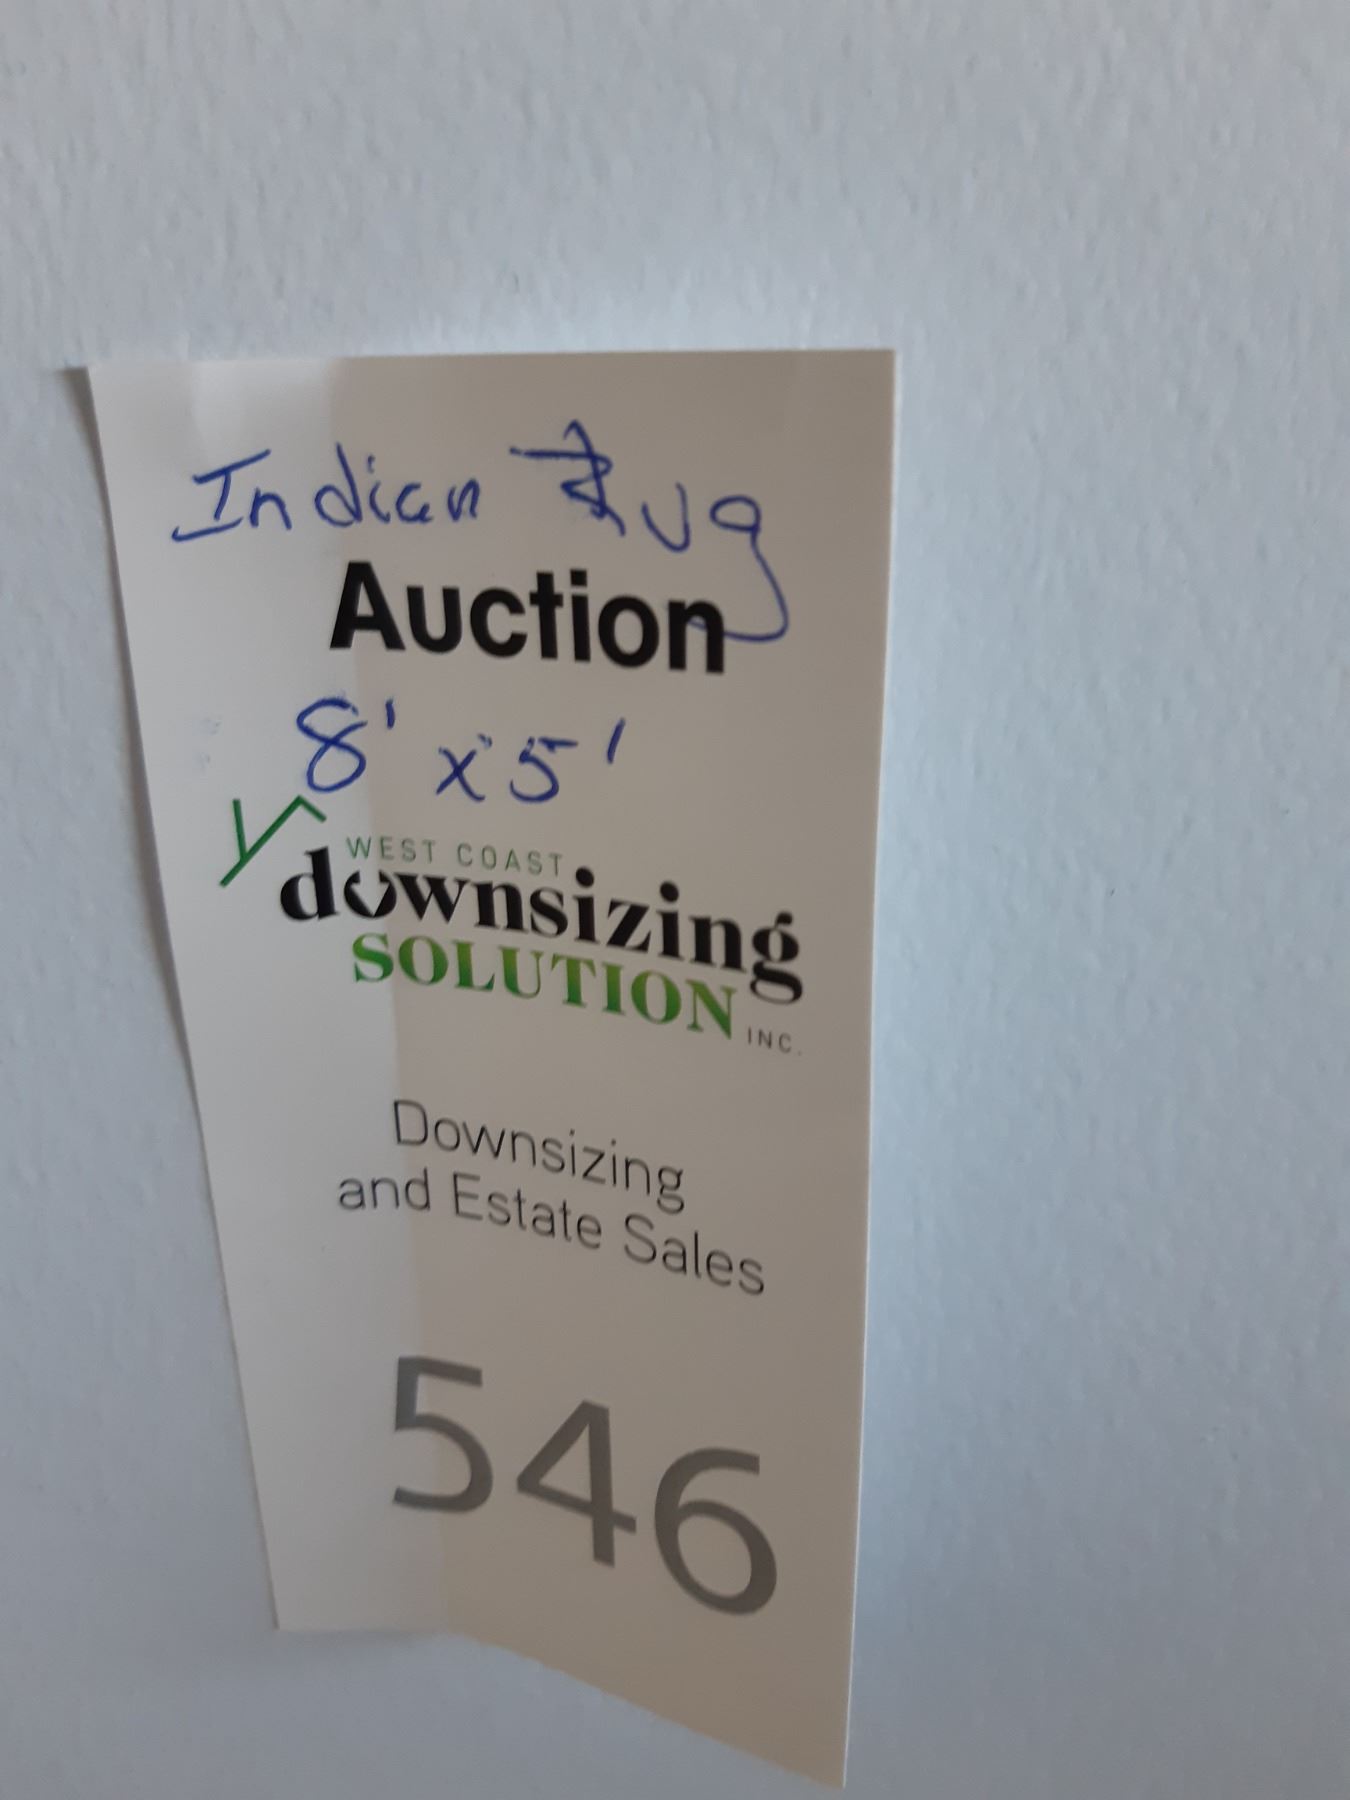 Indian Rug
Auction
8' x 5'
WEST COAST
downsizing
SOLUTION INC.
Downsizing
and Estate Sales
546